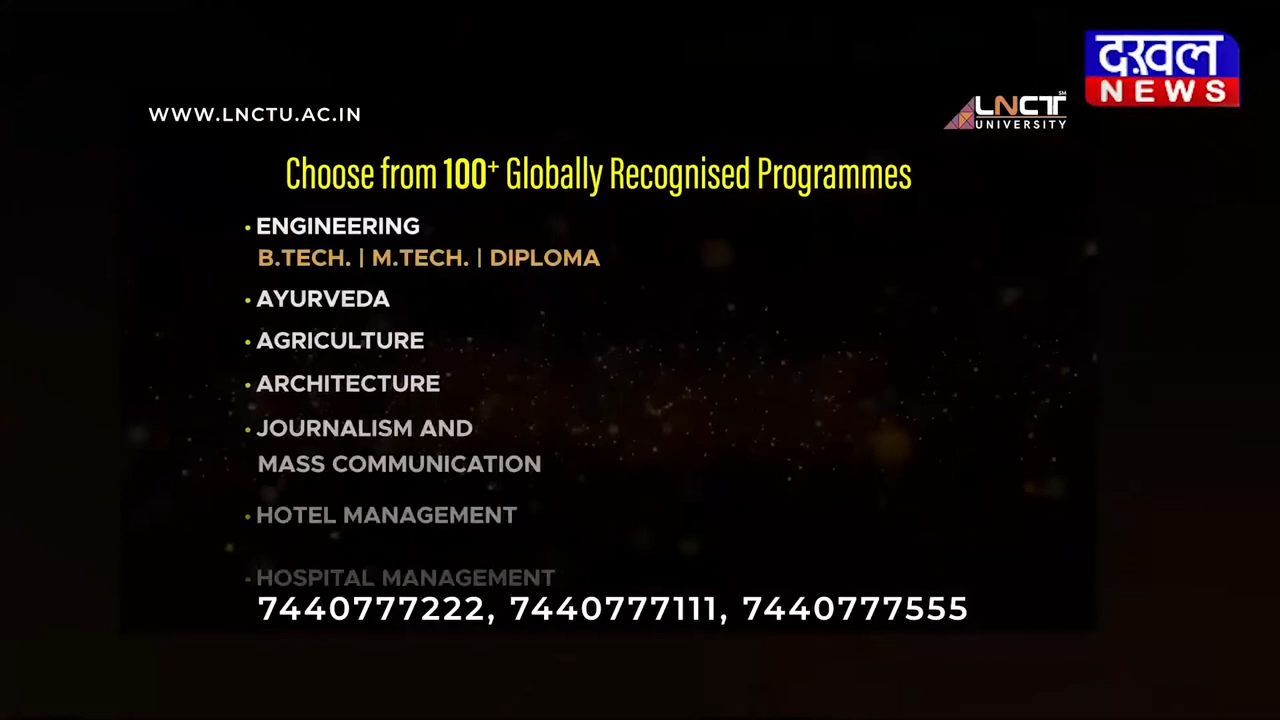 दख़ल
NEWS
WWW.LNCTU.AC.IN
LNCT SM
UNIVERSITY
Choose from 100+ Globally Recognised Programmes
• ENGINEERING
B.TECH. | M.TECH. | DIPLOMA
• AYURVEDA
• AGRICULTURE
• ARCHITECTURE
• JOURNALISM AND
MASS COMMUNICATION
• HOTEL MANAGEMENT
• HOSPITAL MANAGEMENT
7440777222, 7440777111, 7440777555